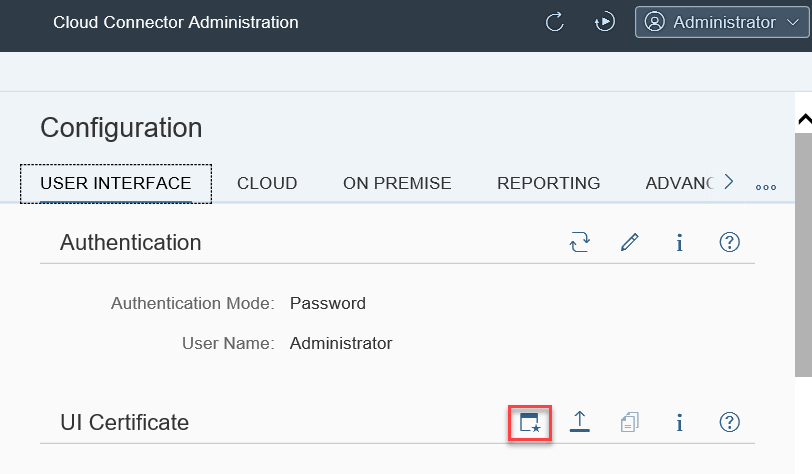 Cloud Connector Administration
Administrator
Configuration
USER INTERFACE CLOUD ON PREMISE REPORTING ADVANC
Authentication
Authentication Mode: Password
User Name: Administrator
UI Certificate